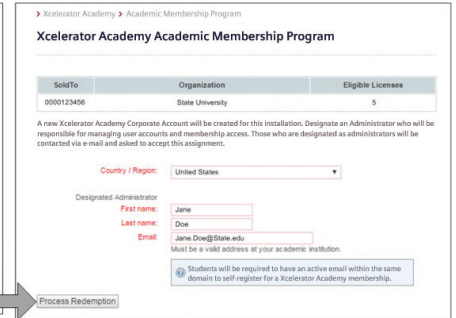 > Xcelerator Academy > Academic Membership Program
Xcelerator Academy Academic Membership Program
SoldTo Organization Eligible Licenses
0000123456 State University 5
A new Xcelerator Academy Corporate Account will be created for this installation. Designate an Administrator who will be
responsible for managing user accounts and membership access. Those who are designated as administrators will be
contacted via e-mail and asked to accept this assignment.
Country / Region: United States
Designated Administrator
First name: Jane
Last name: Doe
Email: Jane.Doe@State.edu
Must be a valid address at your academic institution.
Students will be required to have an active email within the same
domain to self-register for a Xcelerator Academy membership.
Process Redemption